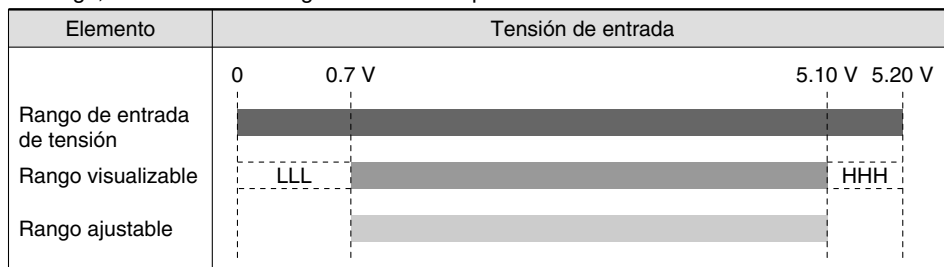 Elemento Tensión de entrada
0 0.7 V 5.10 V 5.20 V
Rango de entrada
de tensión
Rango visualizable LLL HHH
Rango ajustable